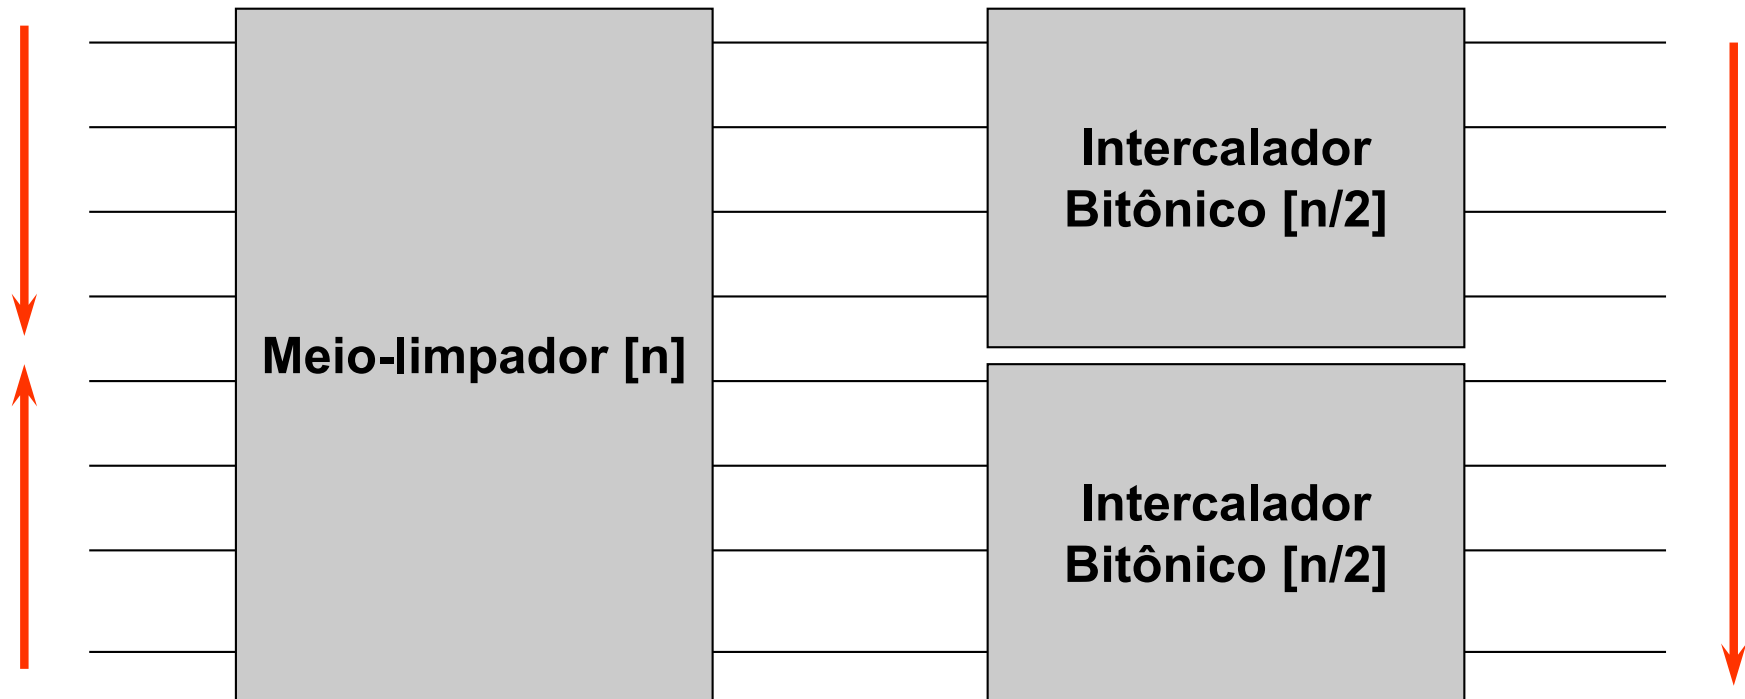 Meio-limpador [n]
Intercalador
Bitônico [n/2]
Intercalador
Bitônico [n/2]